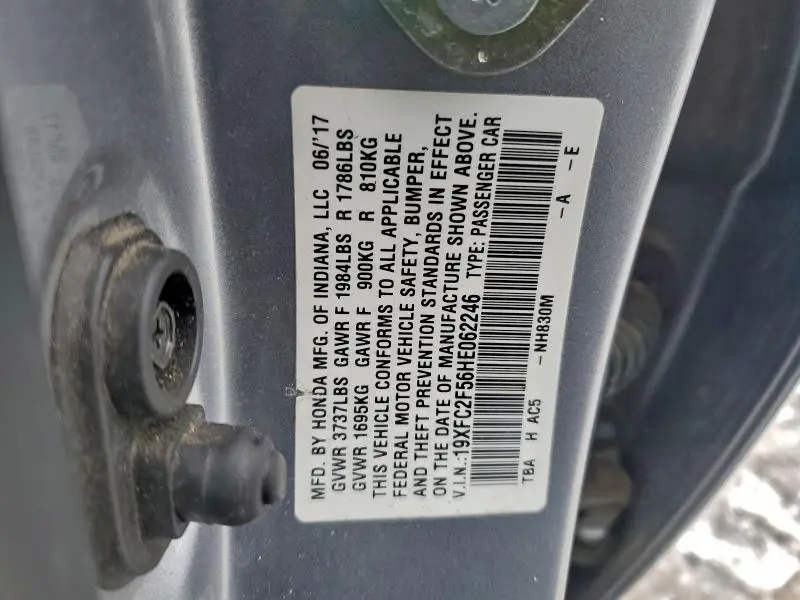 MFD. BY HONDA MFG. OF INDIANA, LLC 06/'17
GVWR 3737LBS GAWR F 1984LBS R 1786LBS
GVWR 1695KG GAWR F 900KG R 810KG
THIS VEHICLE CONFORMS TO ALL APPLICABLE
FEDERAL MOTOR VEHICLE SAFETY, BUMPER,
AND THEFT PREVENTION STANDARDS IN EFFECT
ON THE DATE OF MANUFACTURE SHOWN ABOVE.
V.I.N.:19XFC2F56HE062246 TYPE: PASSENGER CAR
TBA H AC5 -NH830M -A -E